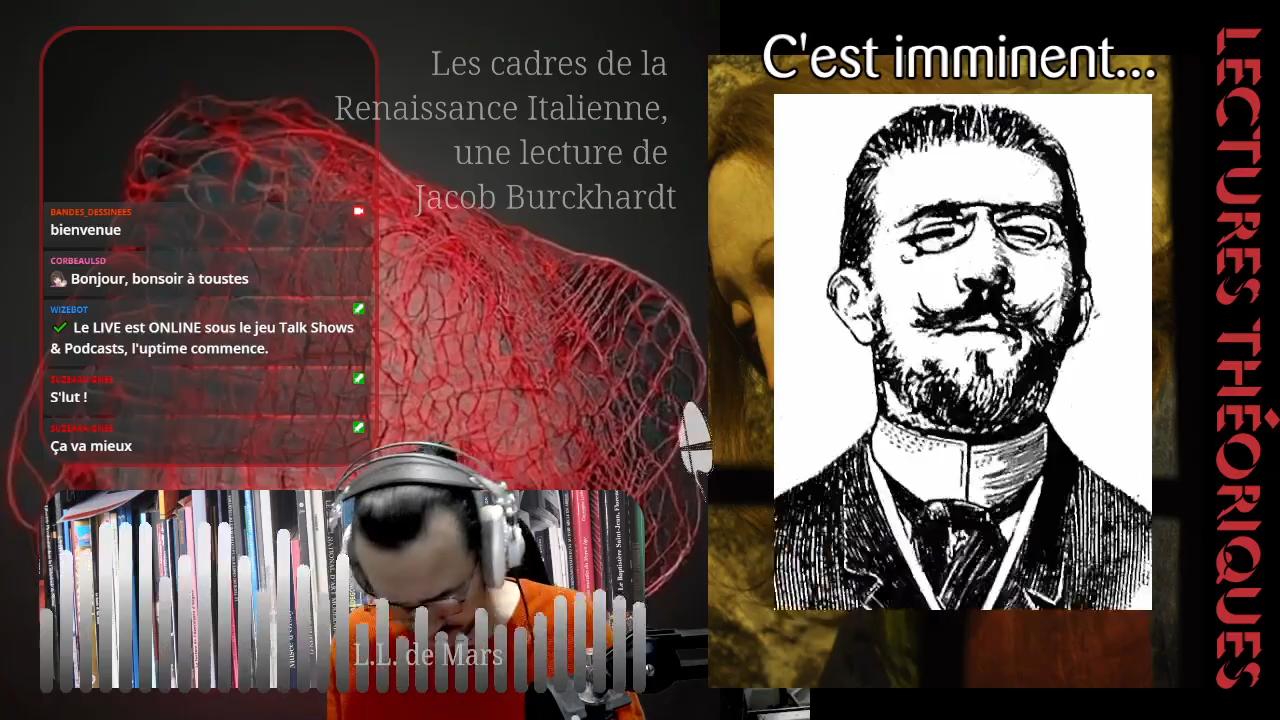 Les cadres de la
Renaissance Italienne,
une lecture de
Jacob Burckhardt
C'est imminent...
LECTURES THÉORIQUES
BANDES_DESSINEES
bienvenue
CORBEAULSD
Bonjour, bonsoir à toustes
WIZEBOT
Le LIVE est ONLINE sous le jeu Talk Shows
& Podcasts, l'uptime commence.
S'lut !
Ça va mieux
L.L. de Mars